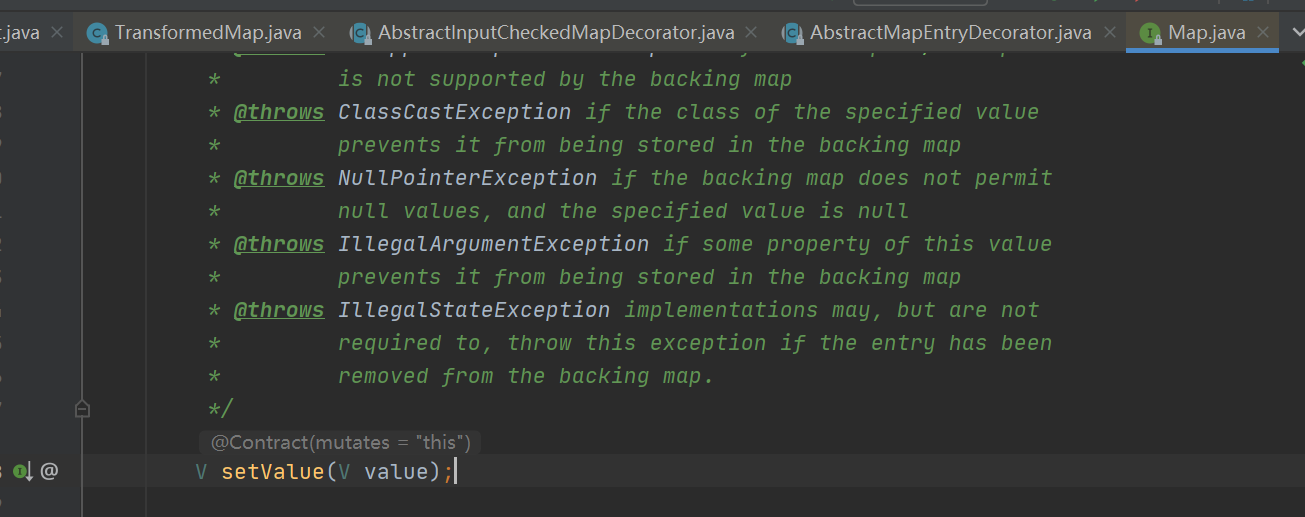 .java TransformedMap.java AbstractInputCheckedMapDecorator.java AbstractMapEntryDecorator.java Map.java
* is not supported by the backing map
* @throws ClassCastException if the class of the specified value
* prevents it from being stored in the backing map
* @throws NullPointerException if the backing map does not permit
* null values, and the specified value is null
* @throws IllegalArgumentException if some property of this value
* prevents it from being stored in the backing map
* @throws IllegalStateException implementations may, but are not
* required to, throw this exception if the entry has been
* removed from the backing map.
*/
@Contract(mutates = "this")
V setValue(V value);